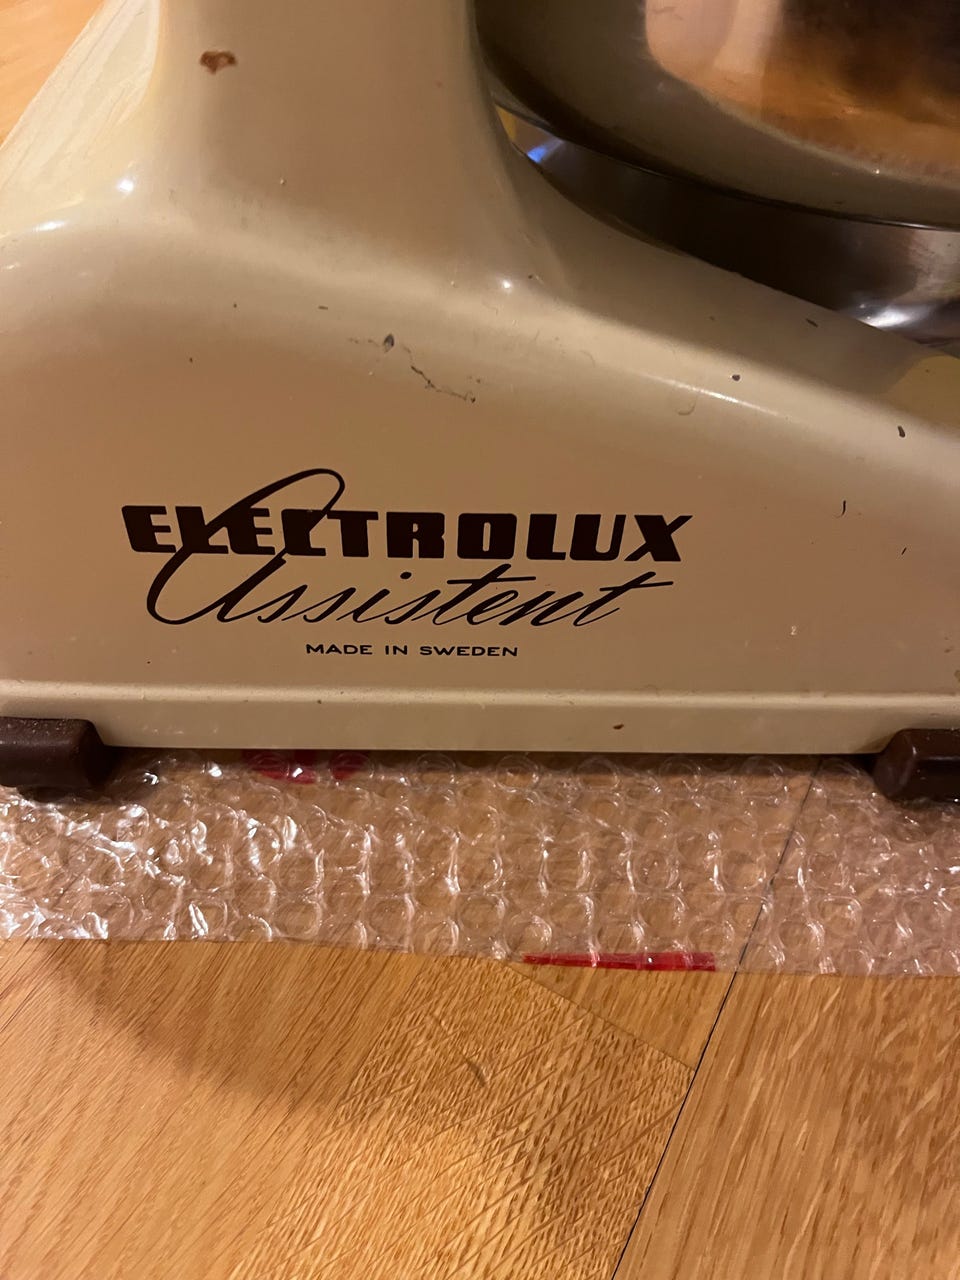 ELECTROLUX
Assistent
MADE IN SWEDEN